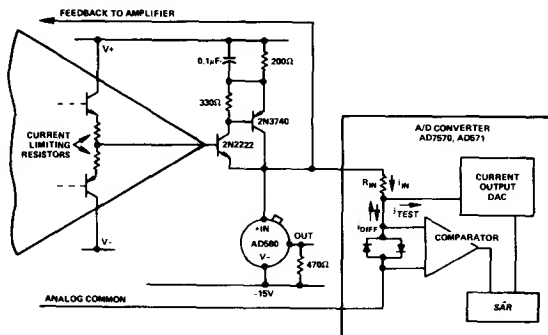 FEEDBACK TO AMPLIFIER
V+
0.1μF
200Ω
330Ω
2N3740
2N2222
CURRENT
LIMITING
RESISTORS
V–
+IN
AD580
OUT
V–
470Ω
–15V
ANALOG COMMON
A/D CONVERTER
AD7570, AD571
RIN
iIN
iTEST
iDIFF
CURRENT
OUTPUT
DAC
COMPARATOR
SAR